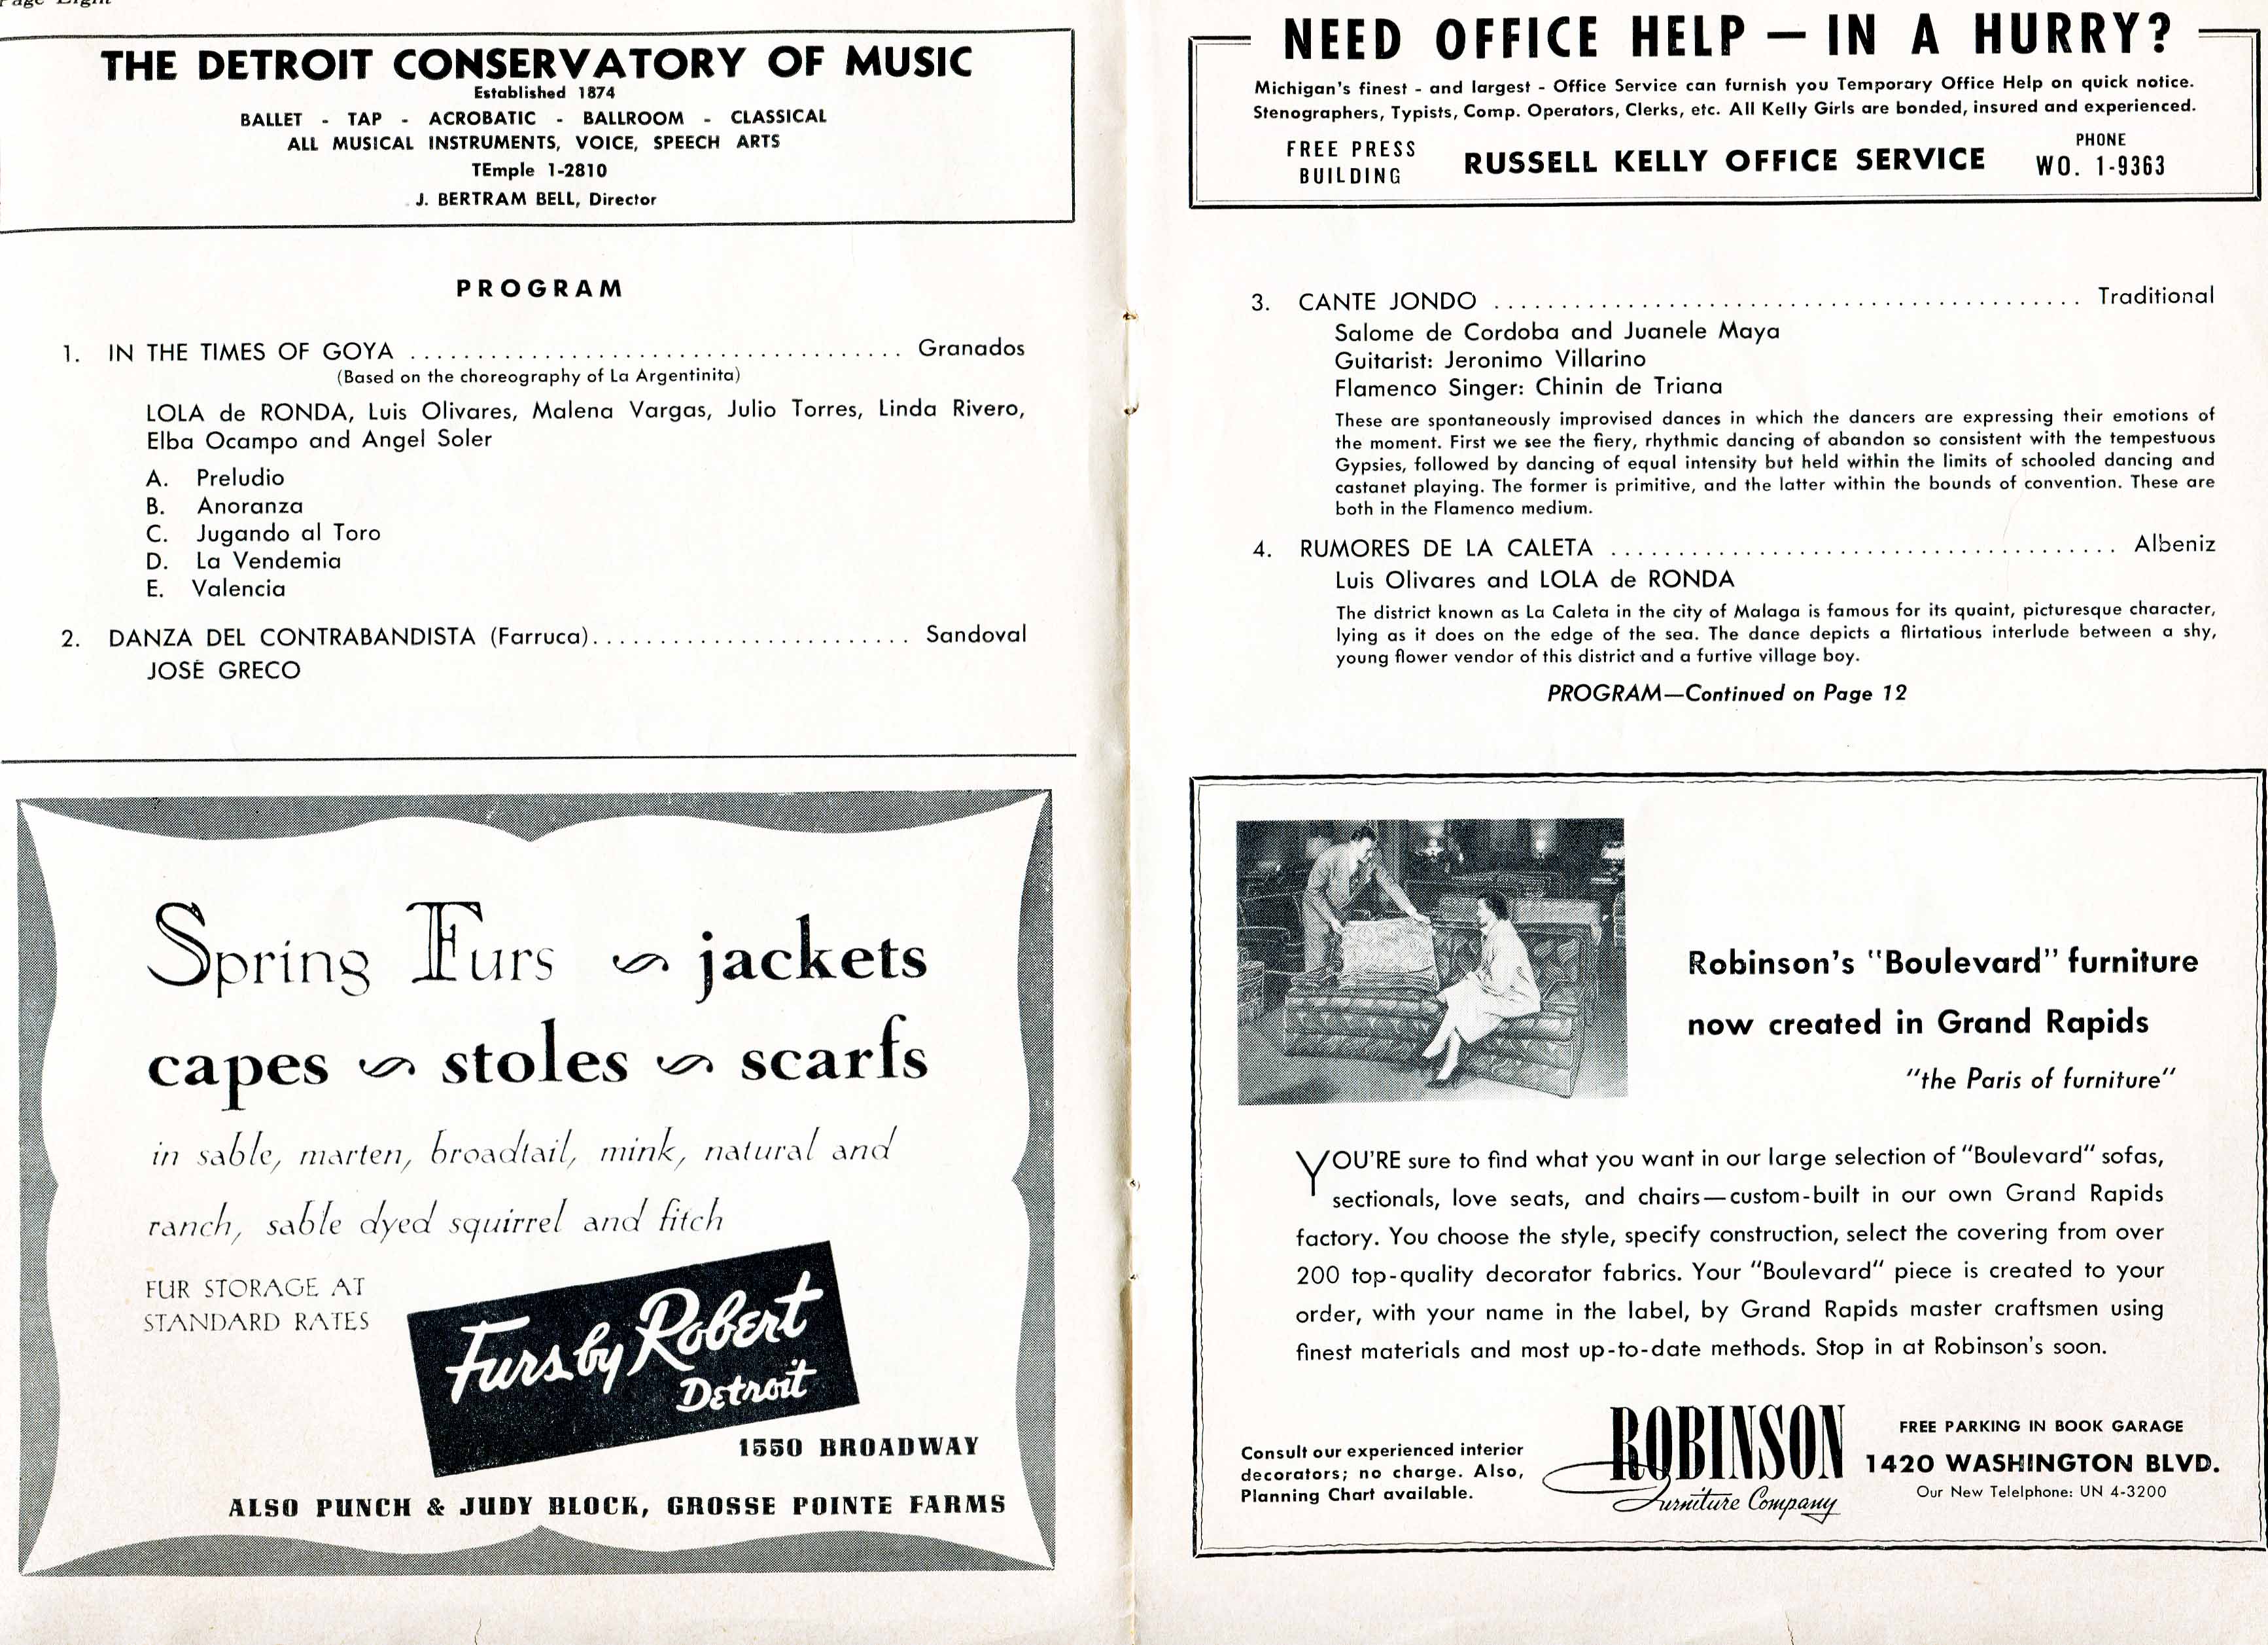 Page Eight
THE DETROIT CONSERVATORY OF MUSIC
Established 1874
BALLET - TAP - ACROBATIC - BALLROOM - CLASSICAL
ALL MUSICAL INSTRUMENTS, VOICE, SPEECH ARTS
TEmple 1-2810
J. BERTRAM BELL, Director
PROGRAM
1. IN THE TIMES OF GOYA .................................... Granados
(Based on the choreography of La Argentinita)
LOLA de RONDA, Luis Olivares, Malena Vargas, Julio Torres, Linda Rivero,
Elba Ocampo and Angel Soler
A. Preludio
B. Anoranza
C. Jugando al Toro
D. La Vendemia
E. Valencia
2. DANZA DEL CONTRABANDISTA (Farruca)........................ Sandoval
JOSÉ GRECO
Spring Furs ~ jackets
capes ~ stoles ~ scarfs
in sable, marten, broadtail, mink, natural and
ranch, sable dyed squirrel and fitch
FUR STORAGE AT
STANDARD RATES
Furs by Robert
Detroit
1550 BROADWAY
ALSO PUNCH & JUDY BLOCK, GROSSE POINTE FARMS
NEED OFFICE HELP — IN A HURRY?
Michigan's finest - and largest - Office Service can furnish you Temporary Office Help on quick notice.
Stenographers, Typists, Comp. Operators, Clerks, etc. All Kelly Girls are bonded, insured and experienced.
FREE PRESS
BUILDING
RUSSELL KELLY OFFICE SERVICE
PHONE
WO. 1-9363
3. CANTE JONDO ............................................ Traditional
Salome de Cordoba and Juanele Maya
Guitarist: Jeronimo Villarino
Flamenco Singer: Chinin de Triana
These are spontaneously improvised dances in which the dancers are expressing their emotions of
the moment. First we see the fiery, rhythmic dancing of abandon so consistent with the tempestuous
Gypsies, followed by dancing of equal intensity but held within the limits of schooled dancing and
castanet playing. The former is primitive, and the latter within the bounds of convention. These are
both in the Flamenco medium.
4. RUMORES DE LA CALETA ...................................... Albeniz
Luis Olivares and LOLA de RONDA
The district known as La Caleta in the city of Malaga is famous for its quaint, picturesque character,
lying as it does on the edge of the sea. The dance depicts a flirtatious interlude between a shy,
young flower vendor of this district and a furtive village boy.
PROGRAM—Continued on Page 12
Robinson's "Boulevard" furniture
now created in Grand Rapids
"the Paris of furniture"
YOU'RE sure to find what you want in our large selection of "Boulevard" sofas,
sectionals, love seats, and chairs—custom-built in our own Grand Rapids
factory. You choose the style, specify construction, select the covering from over
200 top-quality decorator fabrics. Your "Boulevard" piece is created to your
order, with your name in the label, by Grand Rapids master craftsmen using
finest materials and most up-to-date methods. Stop in at Robinson's soon.
Consult our experienced interior
decorators; no charge. Also,
Planning Chart available.
ROBINSON
Furniture Company
FREE PARKING IN BOOK GARAGE
1420 WASHINGTON BLVD.
Our New Telelphone: UN 4-3200